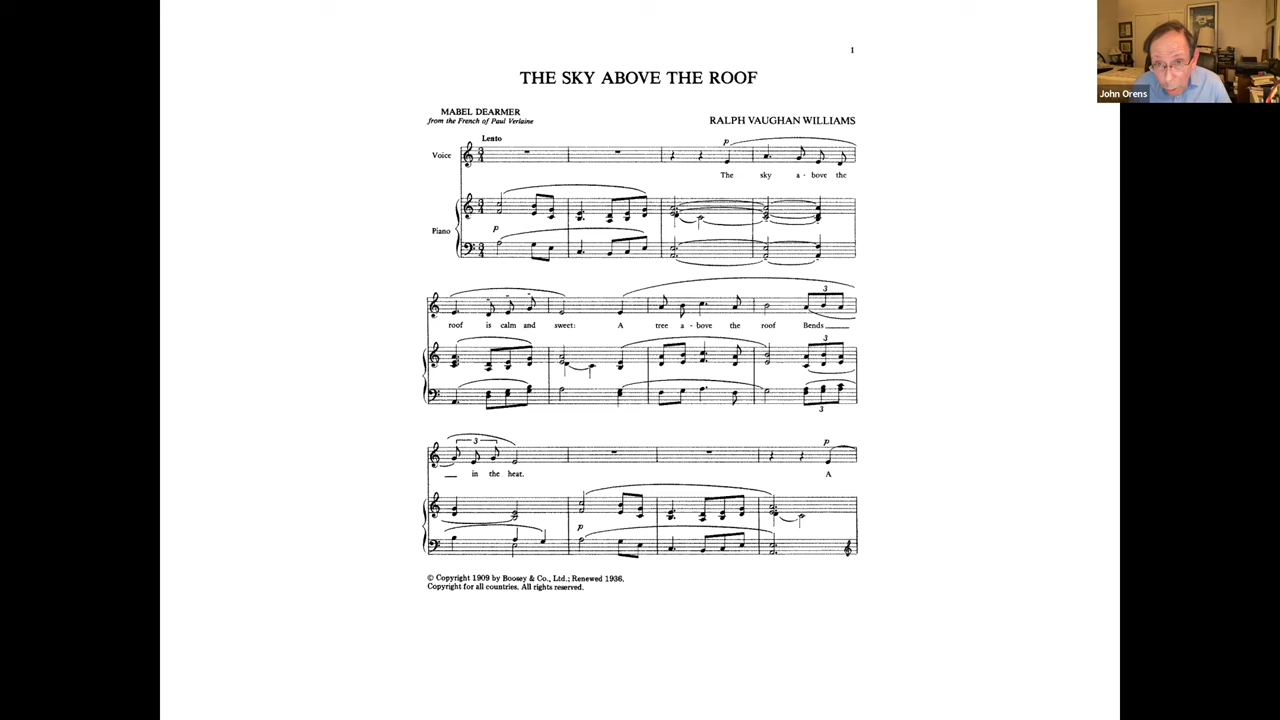 1
THE SKY ABOVE THE ROOF
MABEL DEARMER
from the French of Paul Verlaine
RALPH VAUGHAN WILLIAMS
Lento
Voice
p
The sky a - bove the
Piano
p
3
roof is calm and sweet: A tree a - bove the roof Bends
3
3
3
p
in the heat. A
p
© Copyright 1909 by Boosey & Co., Ltd.; Renewed 1936.
Copyright for all countries. All rights reserved.
John Orens